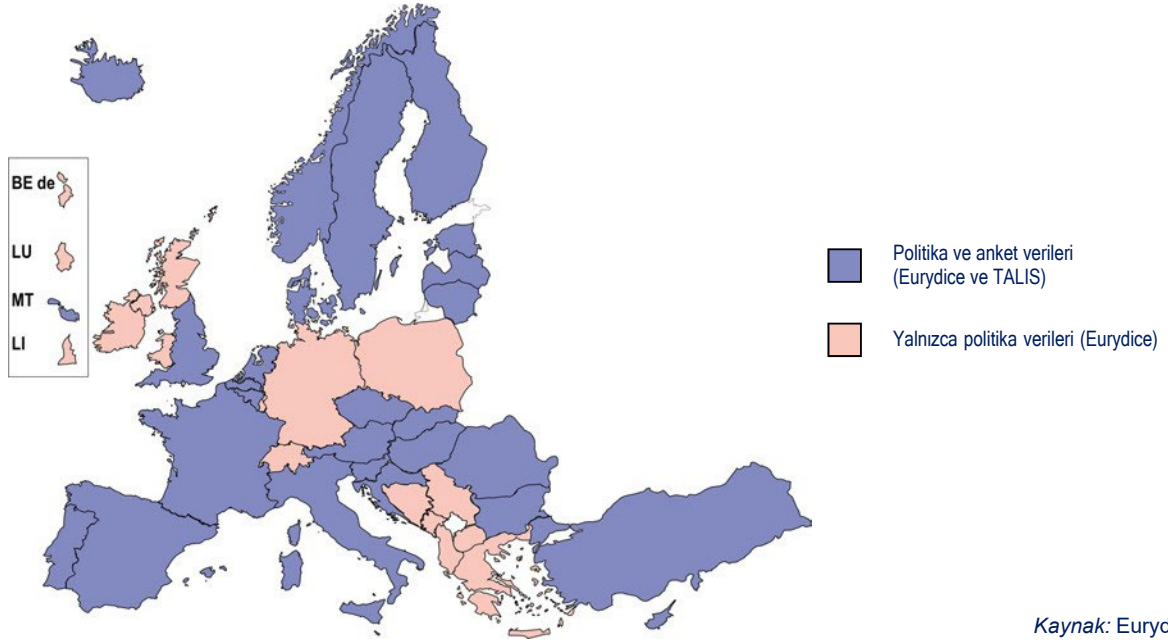 BE de
LU
MT
LI
Politika ve anket verileri
(Eurydice ve TALIS)
Yalnızca politika verileri (Eurydice)
Kaynak: Euryd